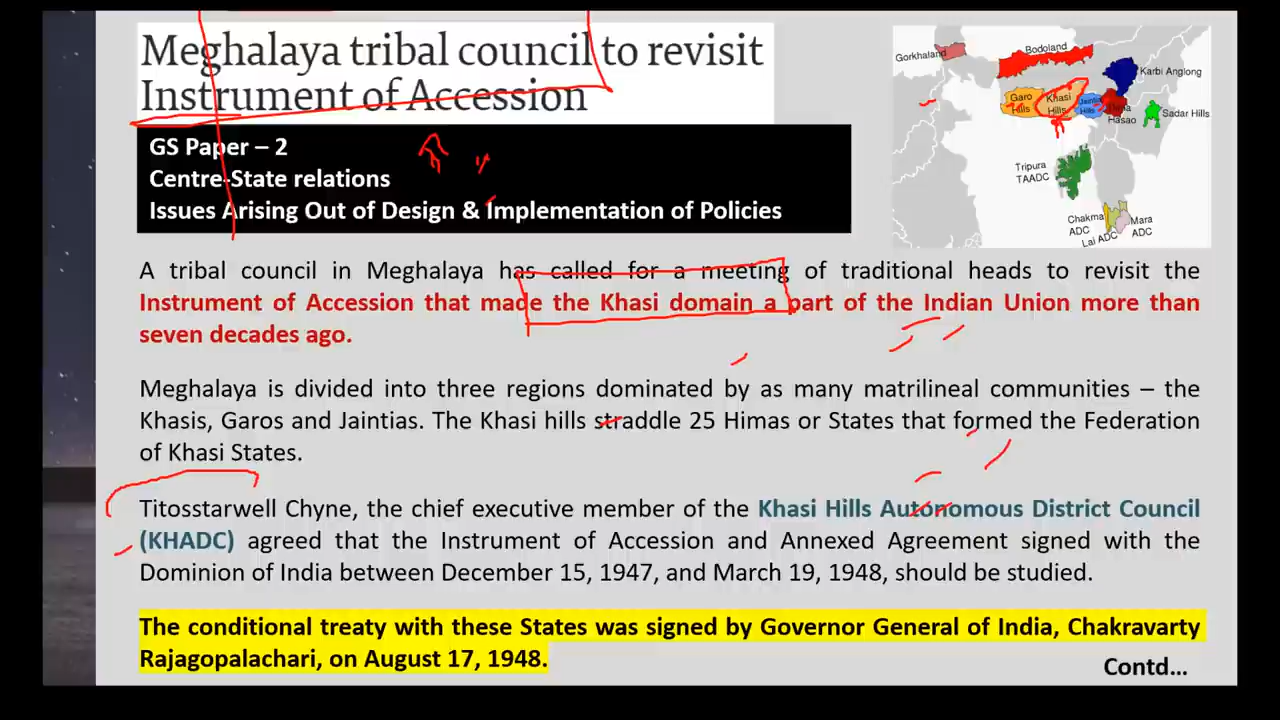 Meghalaya tribal council to revisit
Instrument of Accession
GS Paper – 2
Centre-State relations
Issues Arising Out of Design & Implementation of Policies
Gorkhaland
Bodoland
Karbi Anglong
Garo
Hills
Khasi
Hills
Jaintia
Hills
Hasao
Sadar Hills
Tripura
TAADC
Chakma
ADC
Lai ADC
Mara
ADC
A tribal council in Meghalaya has called for a meeting of traditional heads to revisit the
Instrument of Accession that made the Khasi domain a part of the Indian Union more than
seven decades ago.
Meghalaya is divided into three regions dominated by as many matrilineal communities – the
Khasis, Garos and Jaintias. The Khasi hills straddle 25 Himas or States that formed the Federation
of Khasi States.
Titosstarwell Chyne, the chief executive member of the Khasi Hills Autonomous District Council
(KHADC) agreed that the Instrument of Accession and Annexed Agreement signed with the
Dominion of India between December 15, 1947, and March 19, 1948, should be studied.
The conditional treaty with these States was signed by Governor General of India, Chakravarty
Rajagopalachari, on August 17, 1948.
Contd...